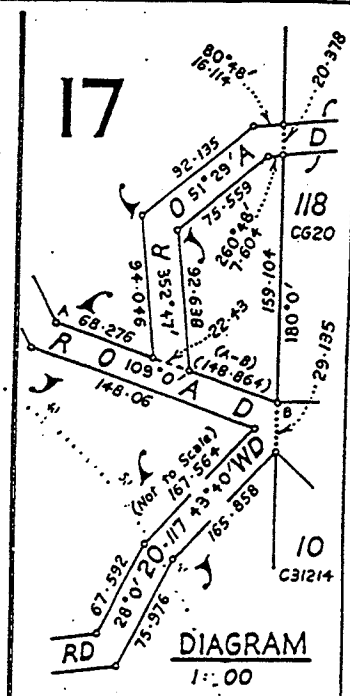 17
80°48'
16·114
20·378
92·135
ROAD
51°29'
75·559
260°48'
7·604
118
CG20
94·046
352°47'
92·638
159·104
180°0'
22·43
(A-B)
(148·864)
A
68·276
ROAD
109°0'
148·06
B
29·135
(Not to Scale)
167·564
43°40'
WD
20·117
165·858
10
C31214
67·592
28°0'
75·976
RD
DIAGRAM